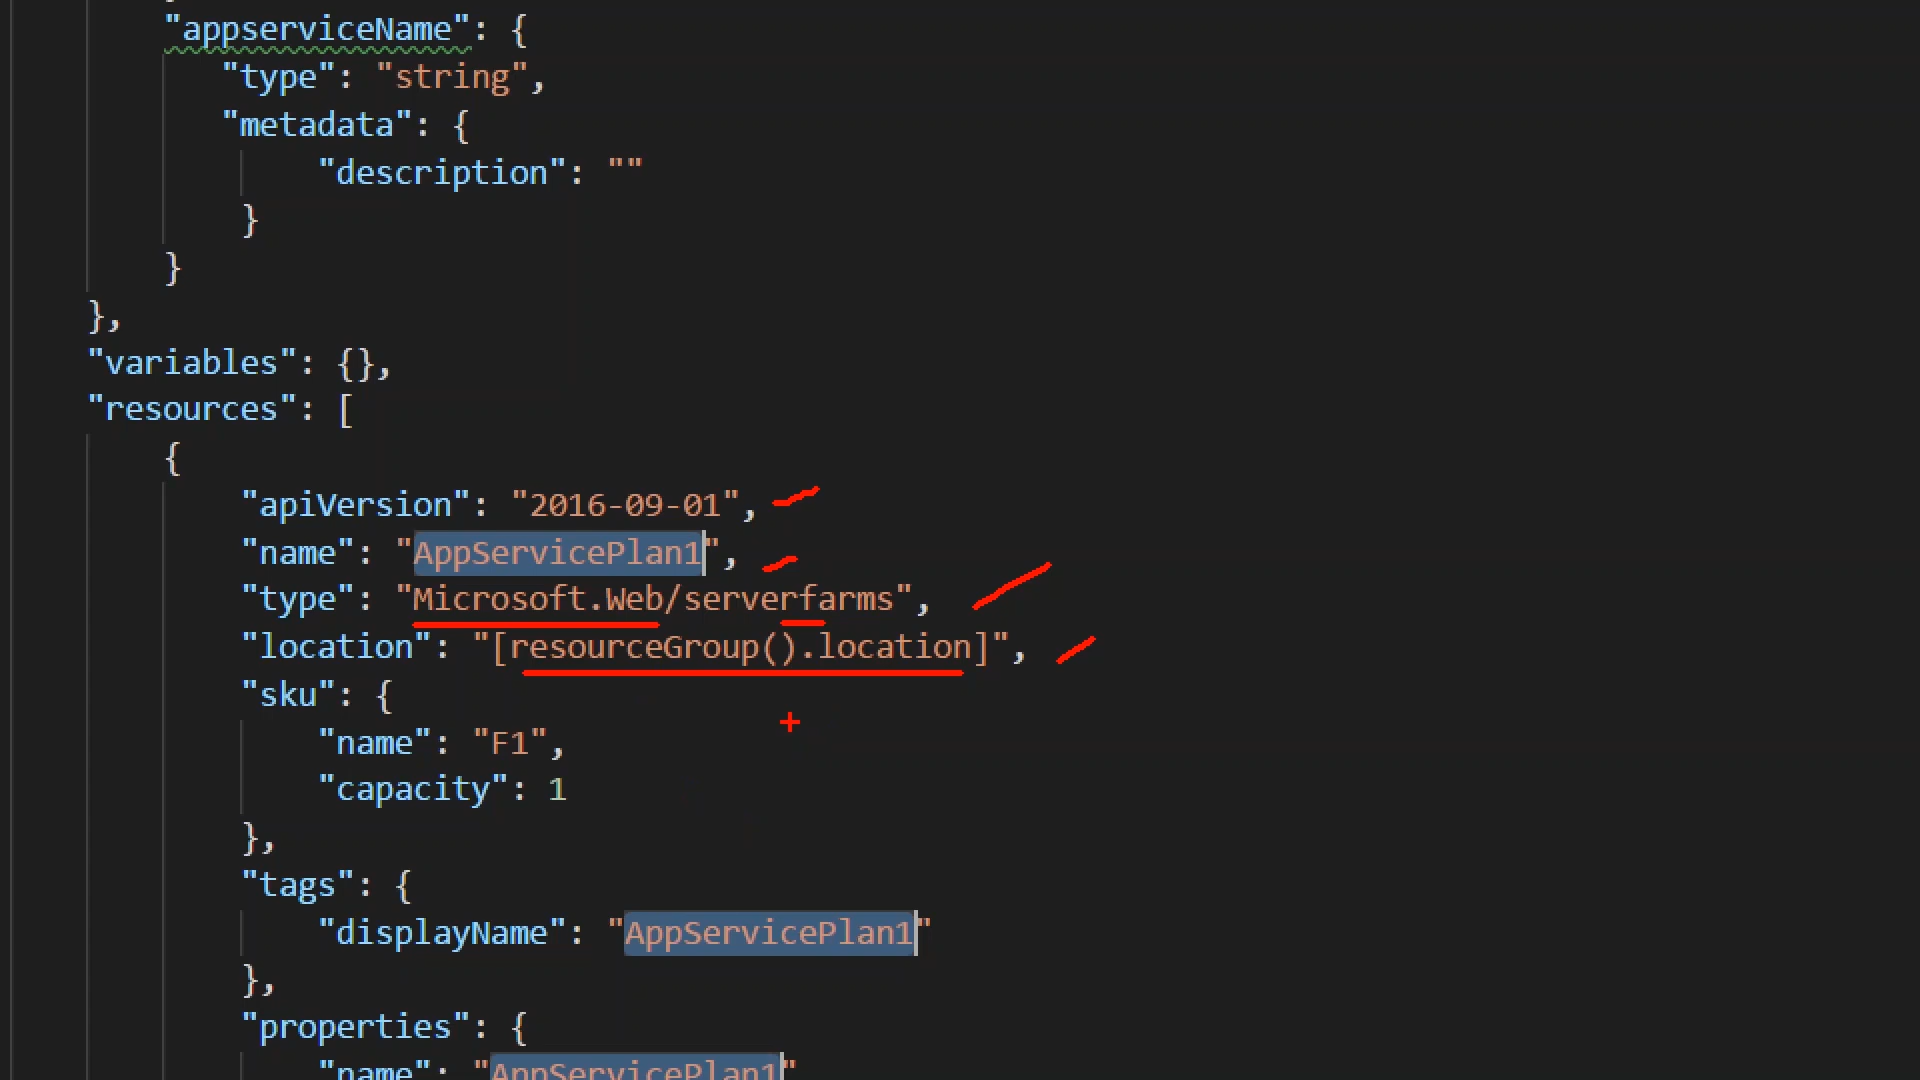 "appserviceName": {
"type": "string",
"metadata": {
"description": ""
}
}
},
"variables": {},
"resources": [
{
"apiVersion": "2016-09-01",
"name": "AppServicePlan1",
"type": "Microsoft.Web/serverfarms",
"location": "[resourceGroup().location]",
"sku": {
"name": "F1",
"capacity": 1
},
"tags": {
"displayName": "AppServicePlan1"
},
"properties": {
"name": "AppServicePlan1"